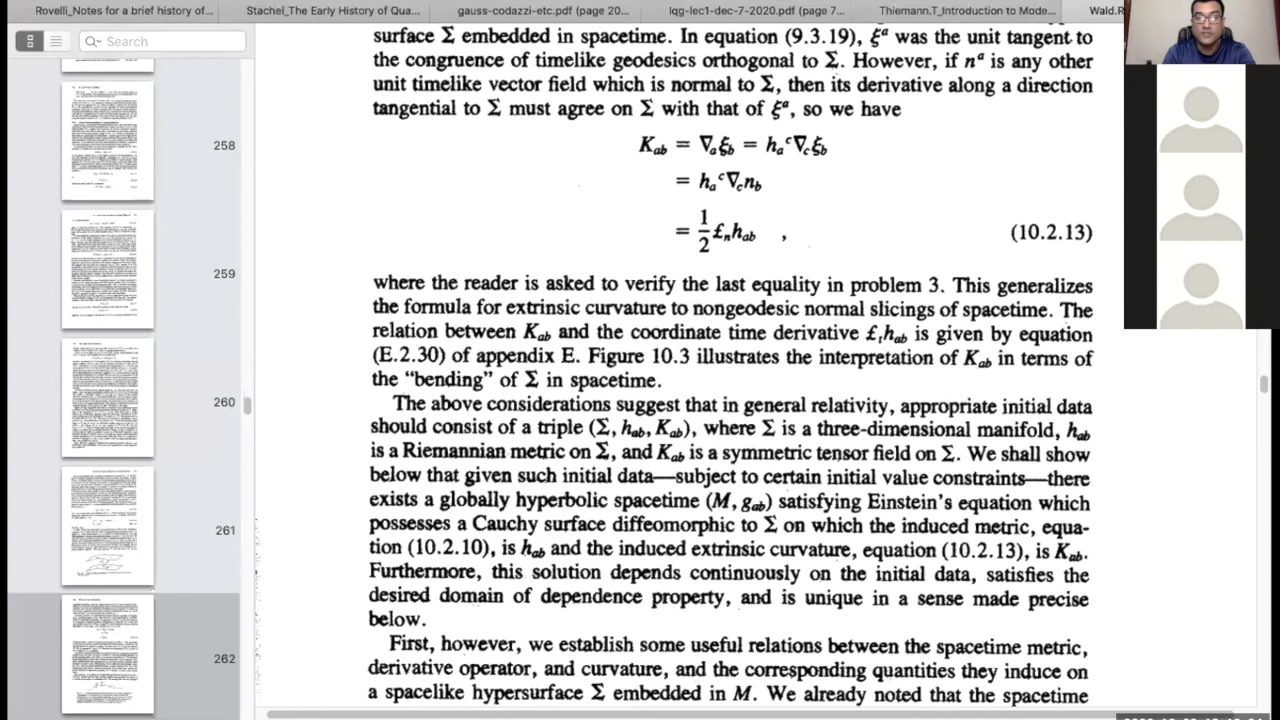 Rovelli_Notes for a brief history of...
Stachel_The Early History of Qua...
gauss-codazzi-etc.pdf (page 20...
lqg-lec1-dec-7-2020.pdf (page 7...
Thiemann.T_Introduction to Mode...
Wald.R
Search
258
259
260
261
262
surface Σ embedded in spacetime. In equation (9.3.19), ξᵃ was the unit tangent to
the congruence of timelike geodesics orthogonal to Σ. However, if nᵃ is any other
unit timelike vector field which is normal to Σ, then its derivative along a direction
tangential to Σ must agree on Σ with that of ξᵃ, so we have
K_ab = ∇_a ξ_b = h_a^c ∇_c ξ_b
= h_a^c ∇_c n_b
= 1/2 £_n h_ab , (10.2.13)
where the reader is asked to verify the last equality in problem 3. This generalizes
the formula for extrinsic curvature to nongeodesic normal slicings of spacetime. The
relation between K_ab and the coordinate time derivative £_t h_ab is given by equation
(E.2.30) of appendix E. Figure 10.3 illustrates the interpretation of K_ab in terms of
the “bending” of Σ in spacetime.
The above considerations suggest that in general relativity, appropriate initial data
should consist of a triple (Σ, h_ab, K_ab), where Σ is a three-dimensional manifold, h_ab
is a Riemannian metric on Σ, and K_ab is a symmetric tensor field on Σ. We shall show
below that given such initial data—subject to certain initial value constraints—there
exists a globally hyperbolic spacetime (M, g_ab) satisfying Einstein's equation which
possesses a Cauchy surface diffeomorphic to Σ on which the induced metric, equa-
tion (10.2.10), is h_ab and the induced extrinsic curvature, equation (10.2.13), is K_ab.
Furthermore, this solution depends continuously on the initial data, satisfies the
desired domain of dependence property, and is unique in a sense made precise
below.
First, however, we establish some useful relations between the spacetime metric,
derivative operator, and curvature, and the corresponding quantities they induce on
a spacelike hypersurface Σ embedded in M. We already noted that the spacetime